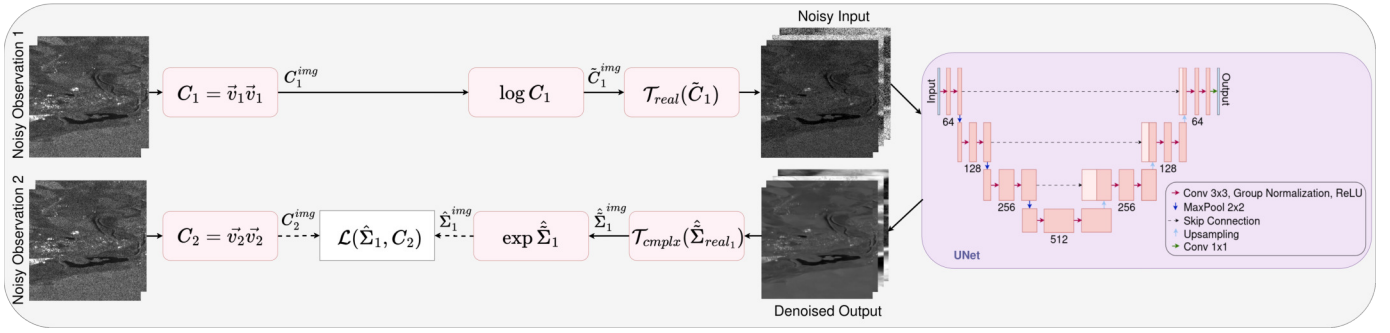 Noisy Observation 1
$C_1 = \vec{v}_1\vec{v}_1$
$C_1^{img}$
$\log C_1$
$\tilde{C}_1^{img}$
$\mathcal{T}_{real}(\tilde{C}_1)$
Noisy Input
Input
Output
64
64
128
128
256
256
512
Conv 3x3, Group Normalization, ReLU
MaxPool 2x2
Skip Connection
Upsampling
Conv 1x1
UNet
Noisy Observation 2
$C_2 = \vec{v}_2\vec{v}_2$
$C_2^{img}$
$\mathcal{L}(\hat{\Sigma}_1, C_2)$
$\hat{\Sigma}_1^{img}$
$\exp \hat{\tilde{\Sigma}}_1$
$\hat{\tilde{\Sigma}}_1^{img}$
$\mathcal{T}_{cmplx}(\hat{\tilde{\Sigma}}_{real_1})$
Denoised Output